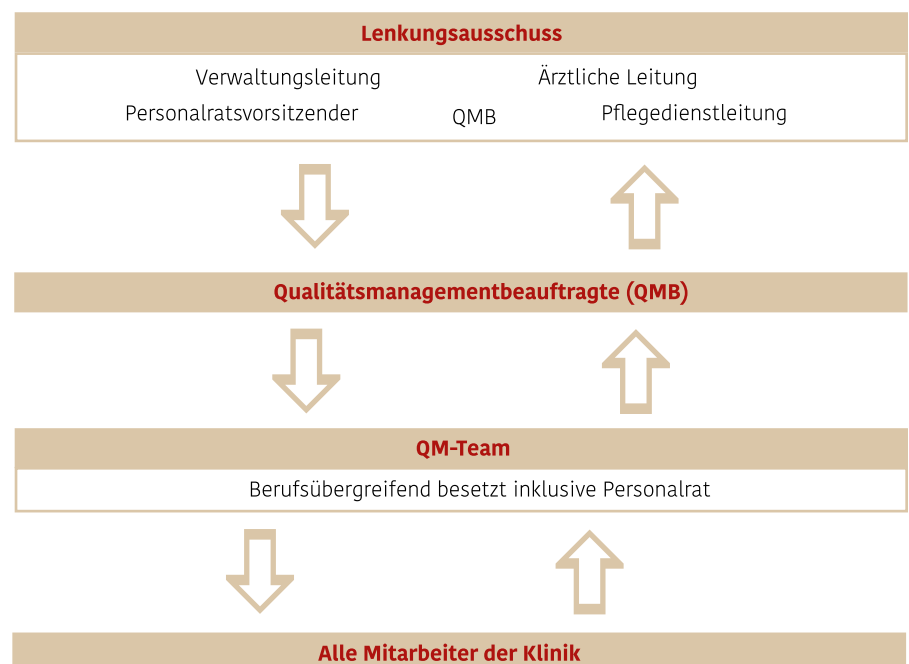 Lenkungsausschuss
Verwaltungsleitung Ärztliche Leitung
Personalratsvorsitzender QMB Pflegedienstleitung
Qualitätsmanagementbeauftragte (QMB)
QM-Team
Berufsübergreifend besetzt inklusive Personalrat
Alle Mitarbeiter der Klinik